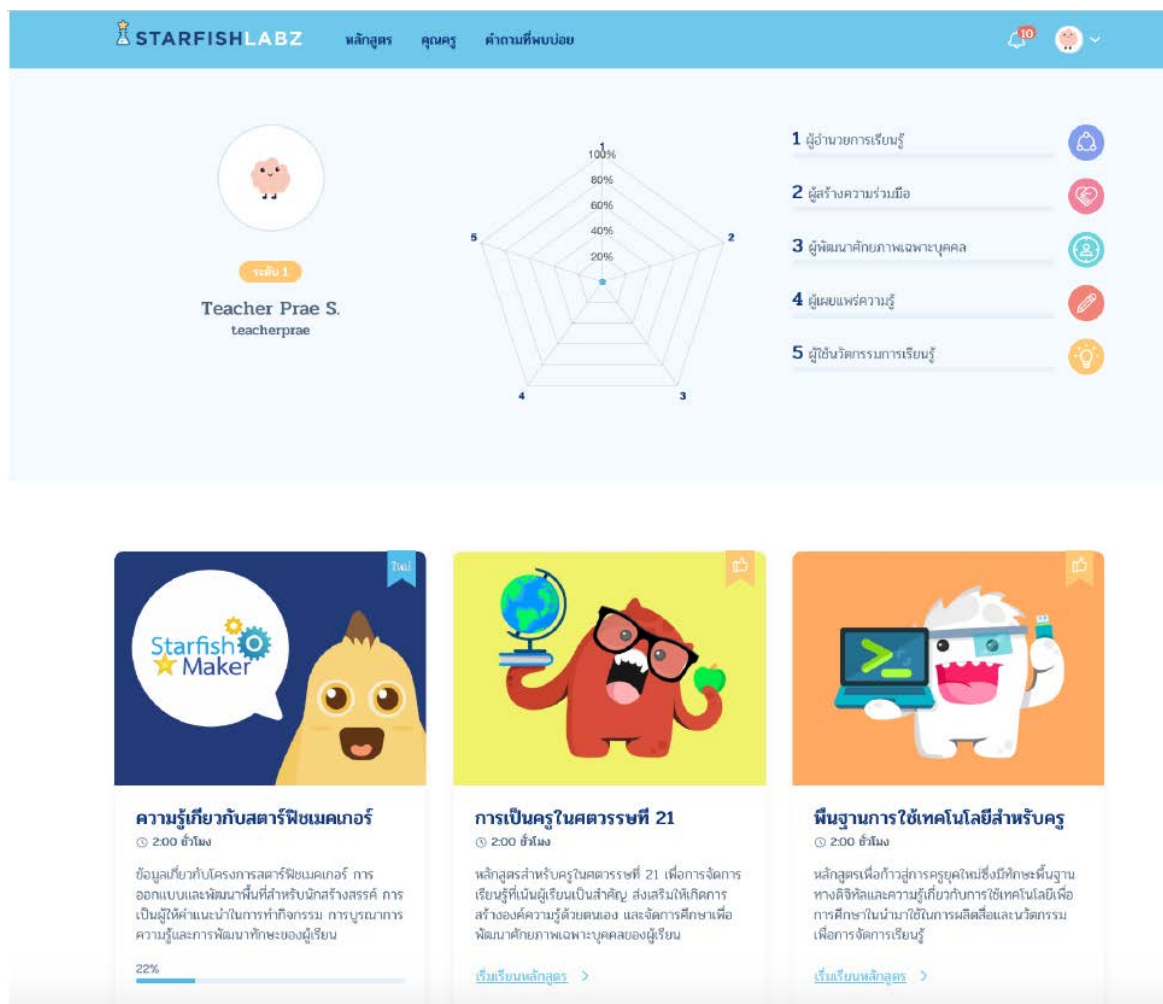 STARFISHLABZ
หลักสูตร คุณครู คำถามที่พบบ่อย
10
ระดับ 1
Teacher Prae S.
teacherprae
1
100%
80%
60%
40%
20%
5
2
4
3
1 ผู้อำนวยการเรียนรู้
2 ผู้สร้างความร่วมมือ
3 ผู้พัฒนาศักยภาพเฉพาะบุคคล
4 ผู้เผยแพร่ความรู้
5 ผู้ใช้นวัตกรรมการเรียนรู้
ใหม่
Starfish
Maker
ความรู้เกี่ยวกับสตาร์ฟิชเมคเกอร์
2:00 ชั่วโมง
ข้อมูลเกี่ยวกับโครงการสตาร์ฟิชเมคเกอร์ การ
ออกแบบและพัฒนาพื้นที่สำหรับนักสร้างสรรค์ การ
เป็นผู้ให้คำแนะนำในการทำกิจกรรม การบูรณาการ
ความรู้และการพัฒนาทักษะของผู้เรียน
22%
การเป็นครูในศตวรรษที่ 21
2:00 ชั่วโมง
หลักสูตรสำหรับครูในศตวรรษที่ 21 เพื่อการจัดการ
เรียนรู้ที่เน้นผู้เรียนเป็นสำคัญ ส่งเสริมให้เกิดการ
สร้างองค์ความรู้ด้วยตนเอง และจัดการศึกษาเพื่อ
พัฒนาศักยภาพเฉพาะบุคคลของผู้เรียน
เริ่มเรียนหลักสูตร >
พื้นฐานการใช้เทคโนโลยีสำหรับครู
2:00 ชั่วโมง
หลักสูตรเพื่อก้าวสู่การครูยุคใหม่ซึ่งมีทักษะพื้นฐาน
ทางดิจิทัลและความรู้เกี่ยวกับการใช้เทคโนโลยีเพื่อ
การศึกษาในนำมาใช้ในการผลิตสื่อและนวัตกรรม
เพื่อการจัดการเรียนรู้
เริ่มเรียนหลักสูตร >